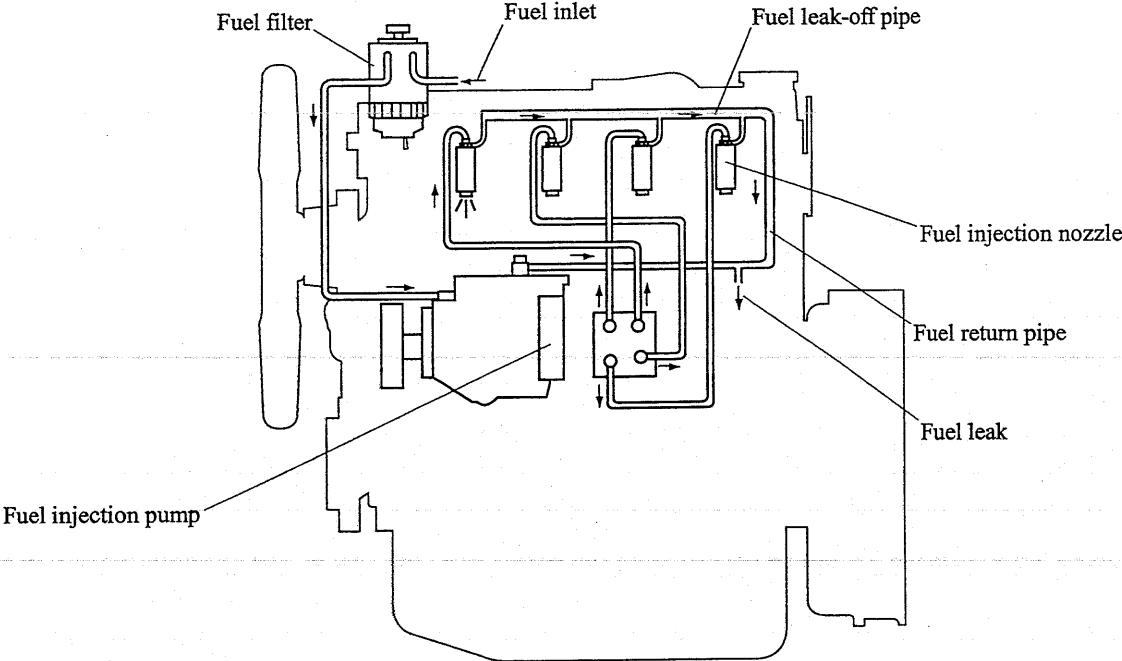 Fuel filter
Fuel inlet
Fuel leak-off pipe
Fuel injection nozzle
Fuel return pipe
Fuel leak
Fuel injection pump